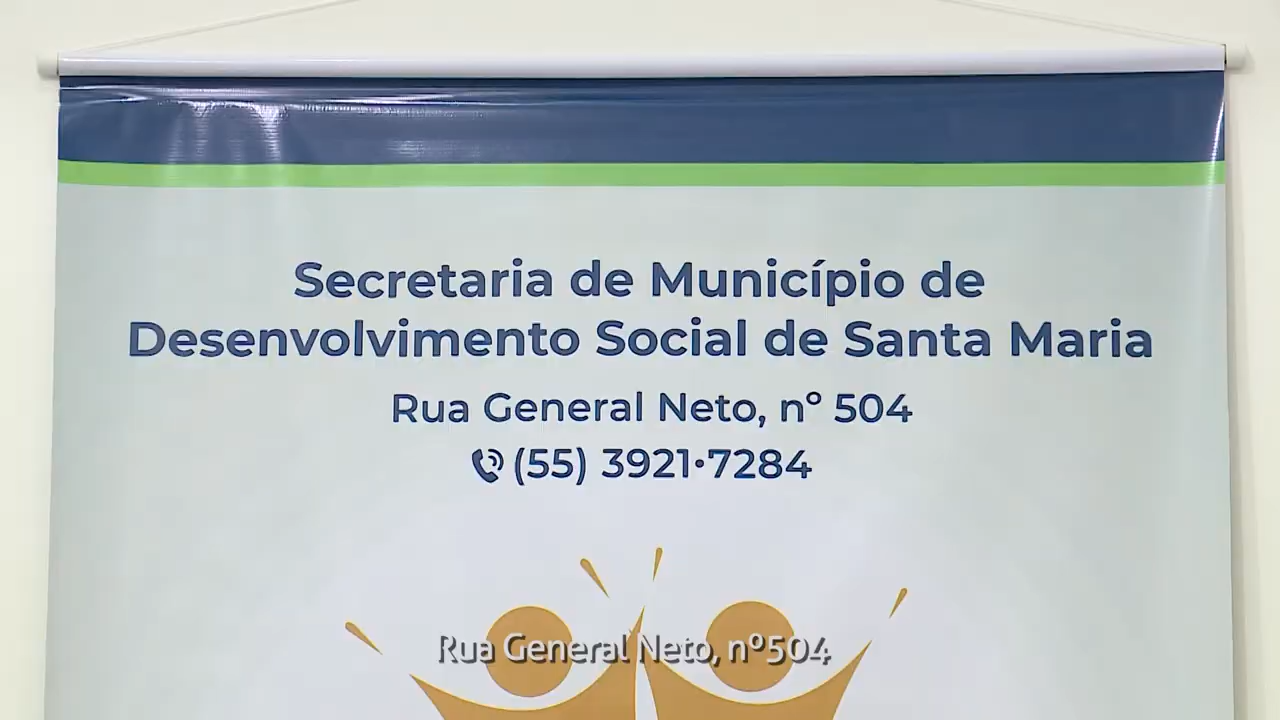 Secretaria de Município de
Desenvolvimento Social de Santa Maria
Rua General Neto, nº 504
(55) 3921•7284
Rua General Neto, nº504